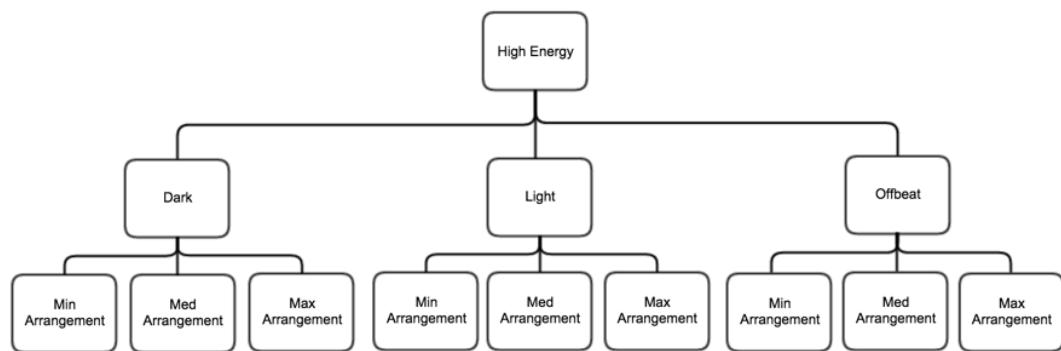 High Energy
Dark
Light
Offbeat
Min
Arrangement
Med
Arrangement
Max
Arrangement
Min
Arrangement
Med
Arrangement
Max
Arrangement
Min
Arrangement
Med
Arrangement
Max
Arrangement